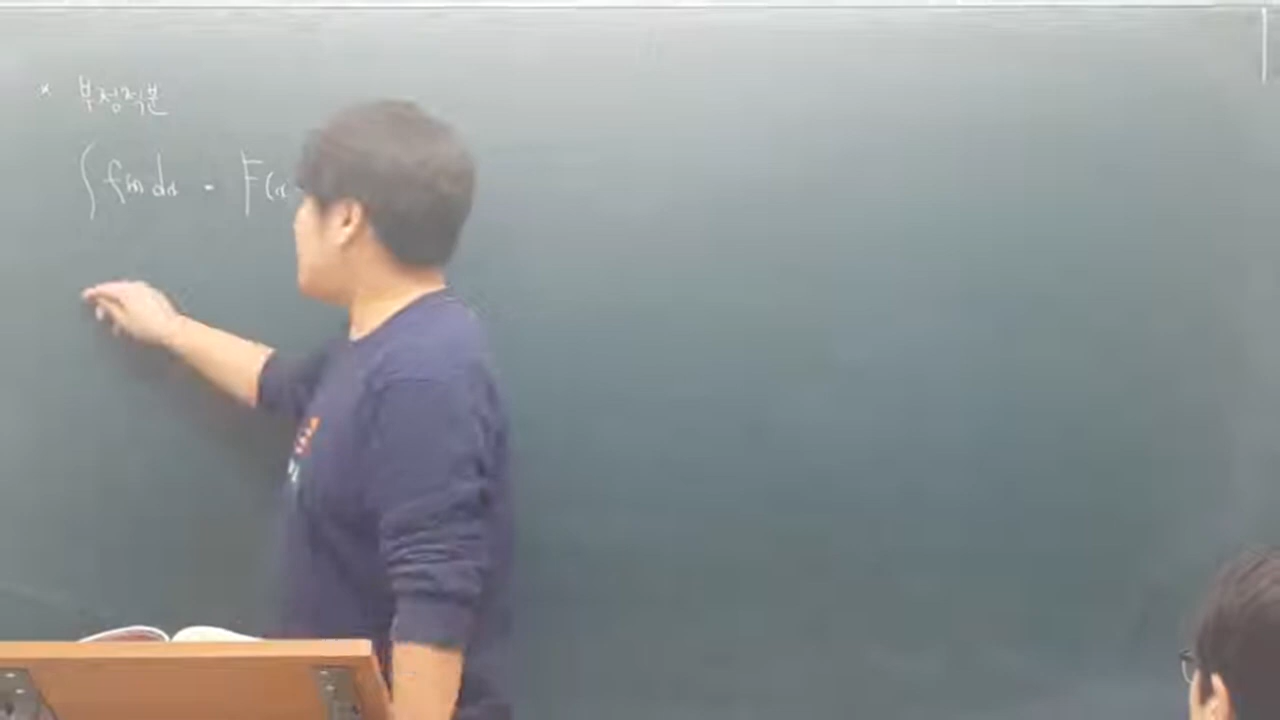 * 부정적분
∫f(x)dx = F(x